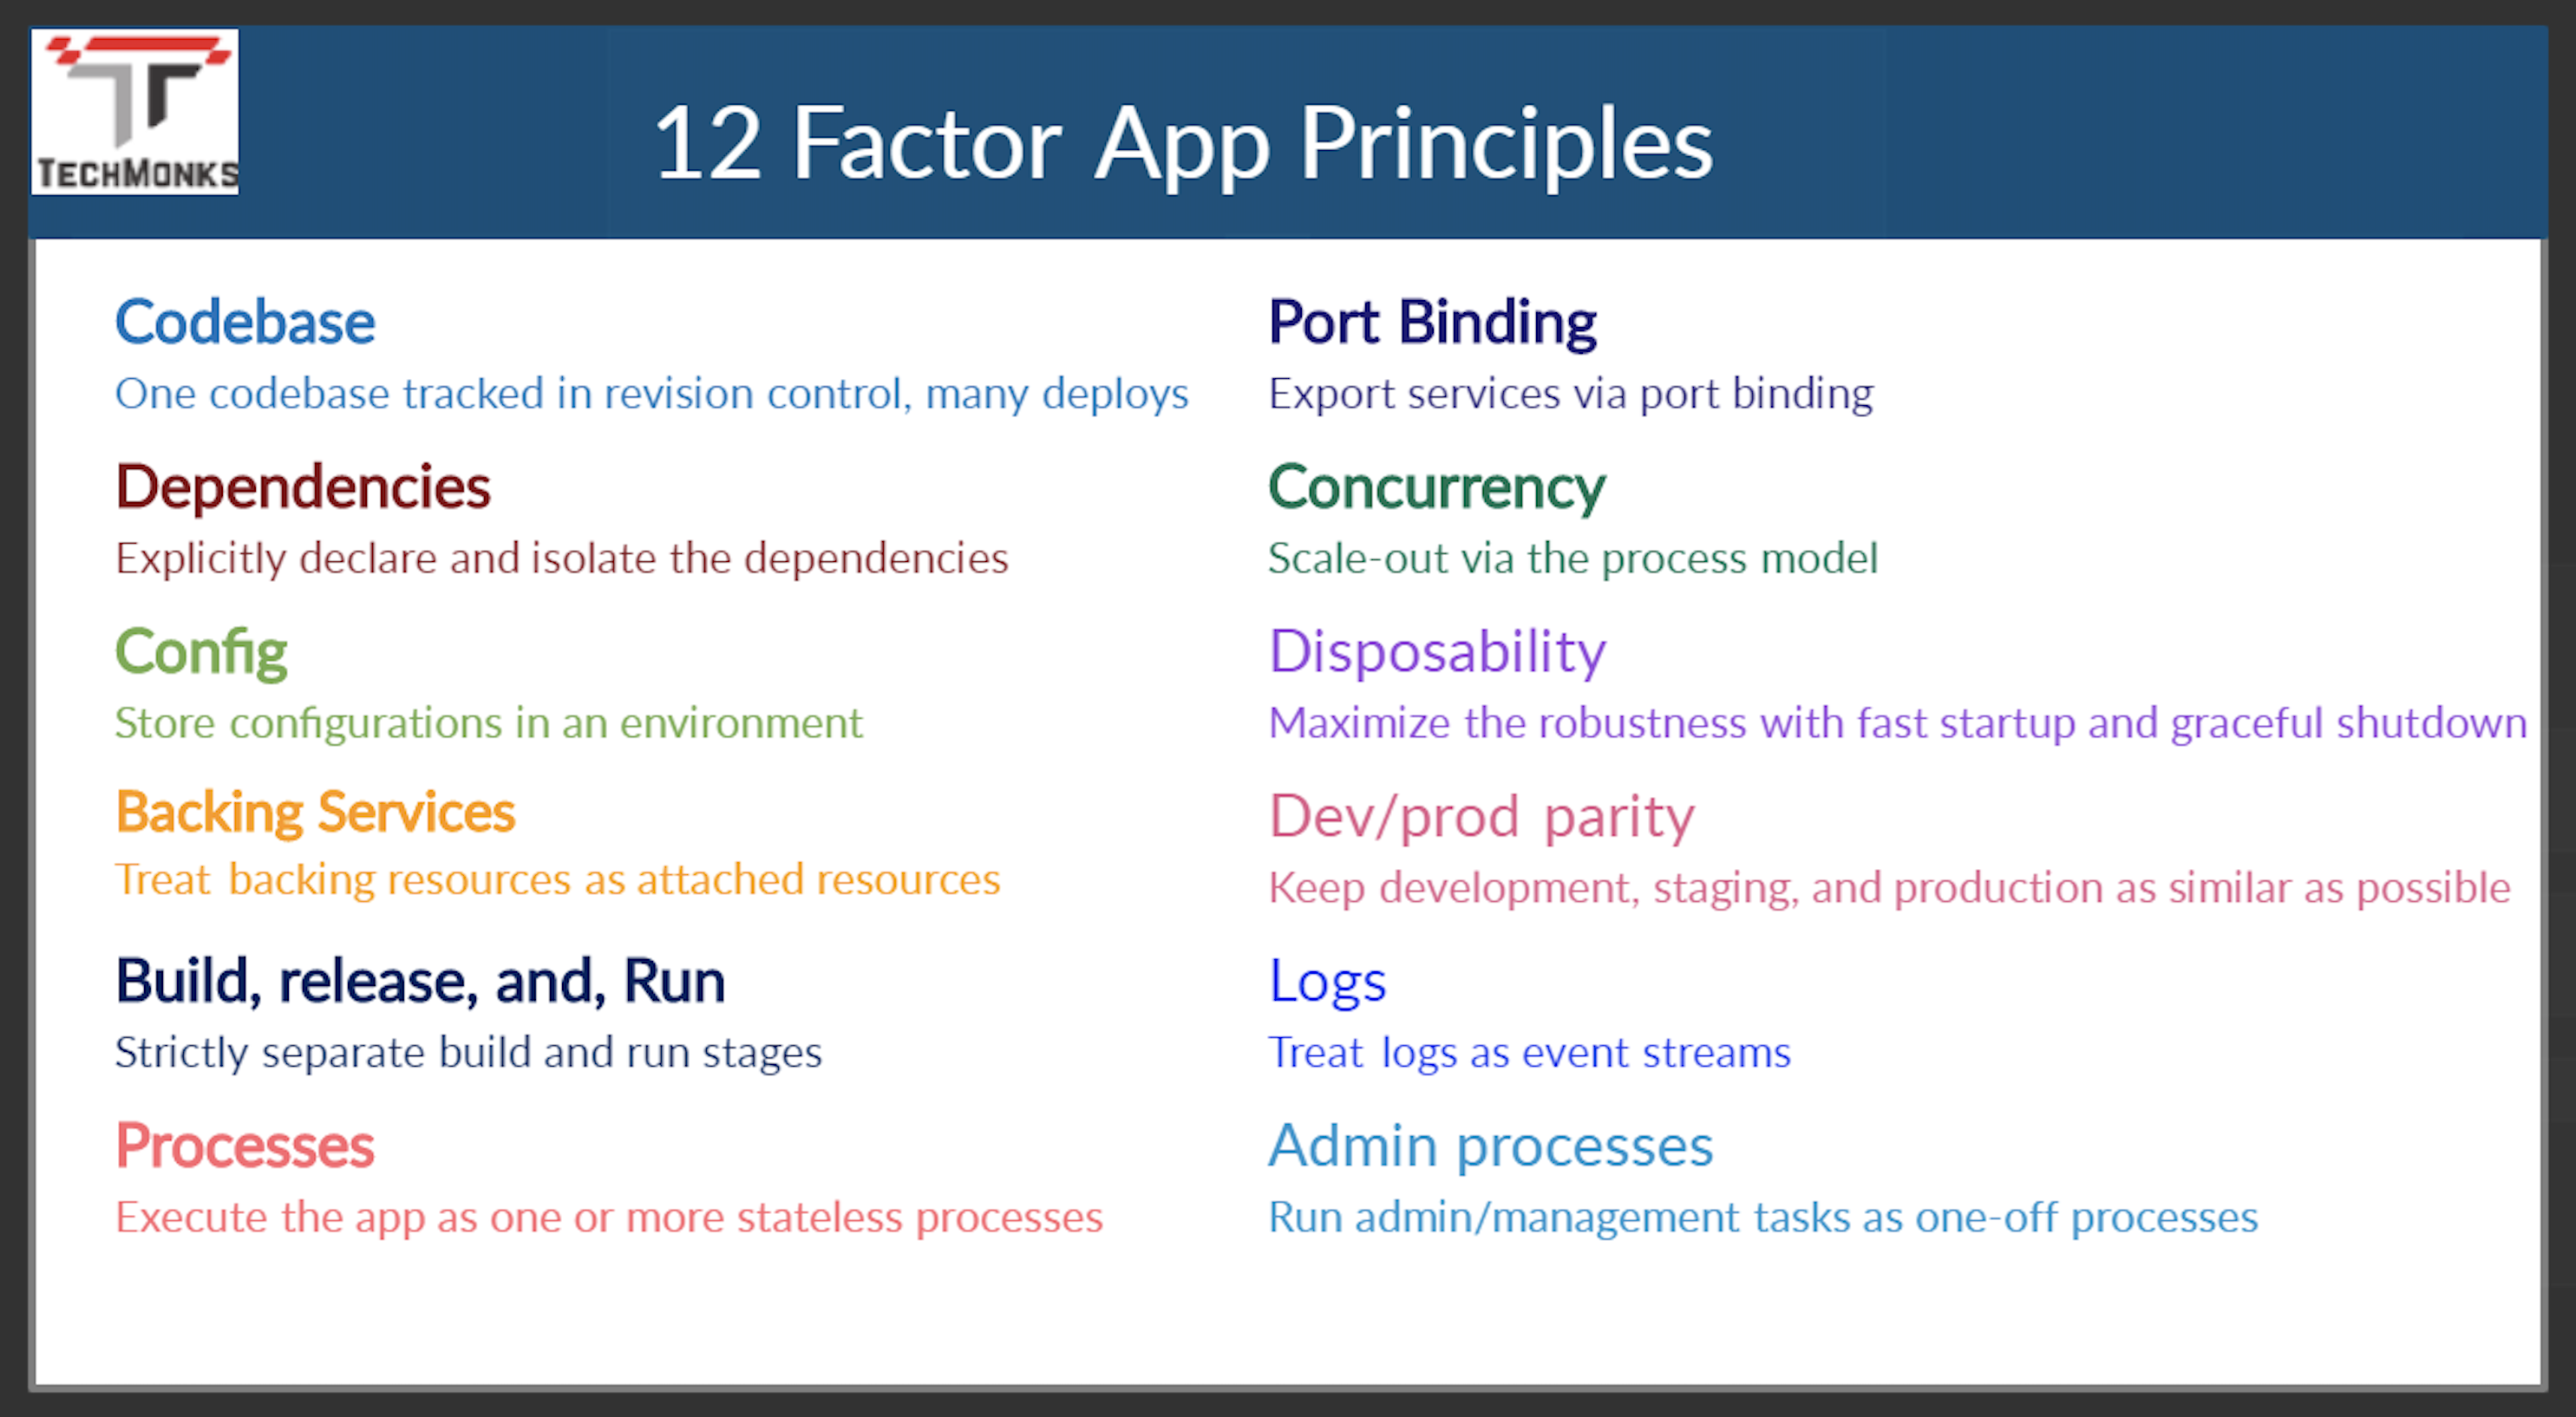 TECHMONKS
12 Factor App Principles
Codebase
One codebase tracked in revision control, many deploys
Dependencies
Explicitly declare and isolate the dependencies
Config
Store configurations in an environment
Backing Services
Treat backing resources as attached resources
Build, release, and, Run
Strictly separate build and run stages
Processes
Execute the app as one or more stateless processes
Port Binding
Export services via port binding
Concurrency
Scale-out via the process model
Disposability
Maximize the robustness with fast startup and graceful shutdown
Dev/prod parity
Keep development, staging, and production as similar as possible
Logs
Treat logs as event streams
Admin processes
Run admin/management tasks as one-off processes